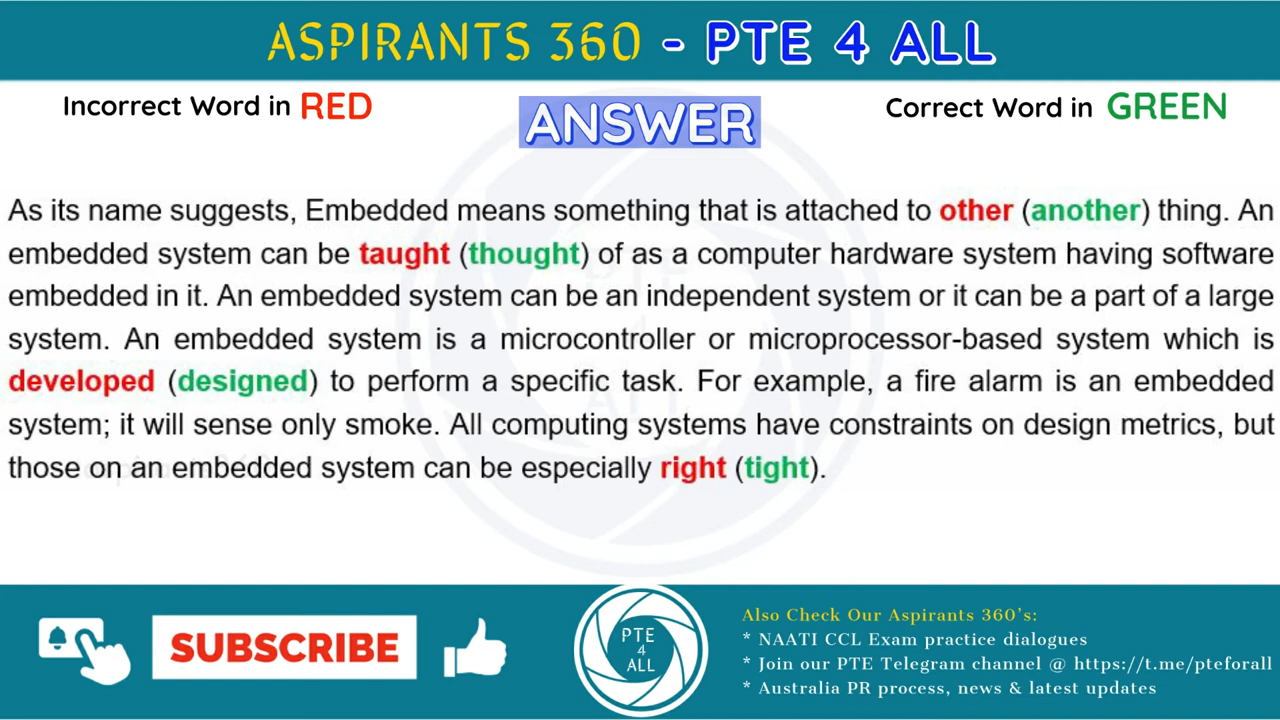 ASPIRANTS 360 - PTE 4 ALL
Incorrect Word in RED
ANSWER
Correct Word in GREEN
As its name suggests, Embedded means something that is attached to other (another) thing. An
embedded system can be taught (thought) of as a computer hardware system having software
embedded in it. An embedded system can be an independent system or it can be a part of a large
system. An embedded system is a microcontroller or microprocessor-based system which is
developed (designed) to perform a specific task. For example, a fire alarm is an embedded
system; it will sense only smoke. All computing systems have constraints on design metrics, but
those on an embedded system can be especially right (tight).
SUBSCRIBE
PTE
4
ALL
Also Check Our Aspirants 360's:
* NAATI CCL Exam practice dialogues
* Join our PTE Telegram channel @ https://t.me/pteforall
* Australia PR process, news & latest updates